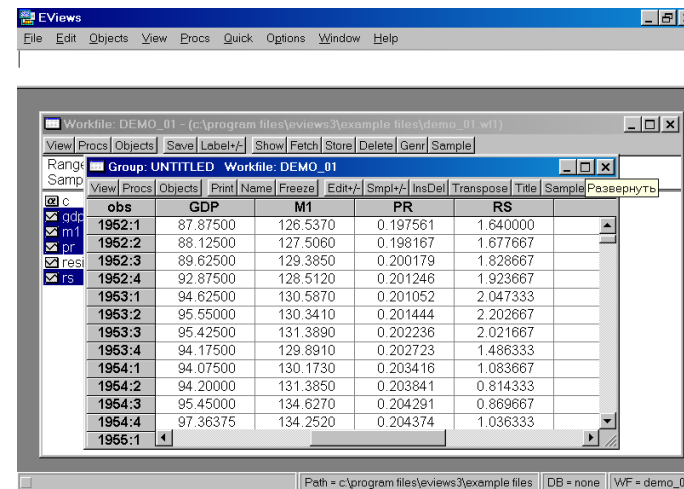 EViews
File Edit Objects View Procs Quick Options Window Help
Workfile: DEMO_01 - (c:\program files\eviews3\example files\demo_01.wf1)
View Procs Objects Save Label+/- Show Fetch Store Delete Genr Sample
Range
Samp
Group: UNTITLED Workfile: DEMO_01
View Procs Objects Print Name Freeze Edit+/- Smpl+/- InsDel Transpose Title Sample Развернуть
c
gdp
m1
pr
resi
rs
obs GDP M1 PR RS
1952:1 87.87500 126.5370 0.197561 1.640000
1952:2 88.12500 127.5060 0.198167 1.677667
1952:3 89.62500 129.3850 0.200179 1.828667
1952:4 92.87500 128.5120 0.201246 1.923667
1953:1 94.62500 130.5870 0.201052 2.047333
1953:2 95.55000 130.3410 0.201444 2.202667
1953:3 95.42500 131.3890 0.202236 2.021667
1953:4 94.17500 129.8910 0.202723 1.486333
1954:1 94.07500 130.1730 0.203416 1.083667
1954:2 94.20000 131.3850 0.203841 0.814333
1954:3 95.45000 134.6270 0.204291 0.869667
1954:4 97.36375 134.2520 0.204374 1.036333
1955:1
Path = c:\program files\eviews3\example files DB = none WF = demo_0